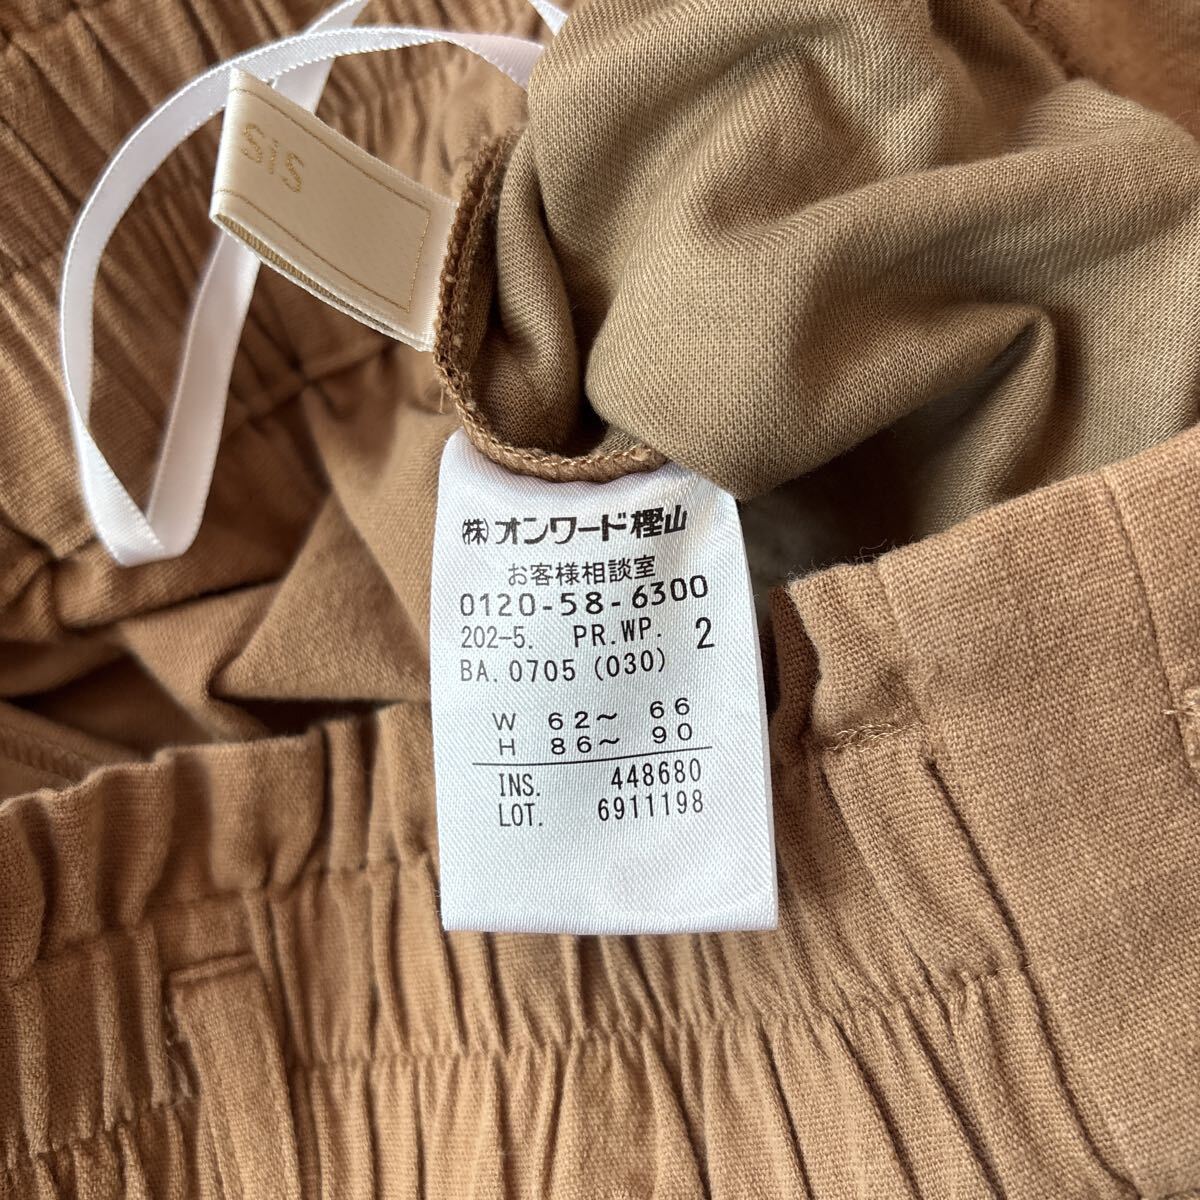 SiS
㈱オンワード樫山
お客様相談室
0120-58-6300
202-5. PR.WP. 2
BA.0705 (030)
W 62～ 66
H 86～ 90
INS. 448680
LOT. 6911198